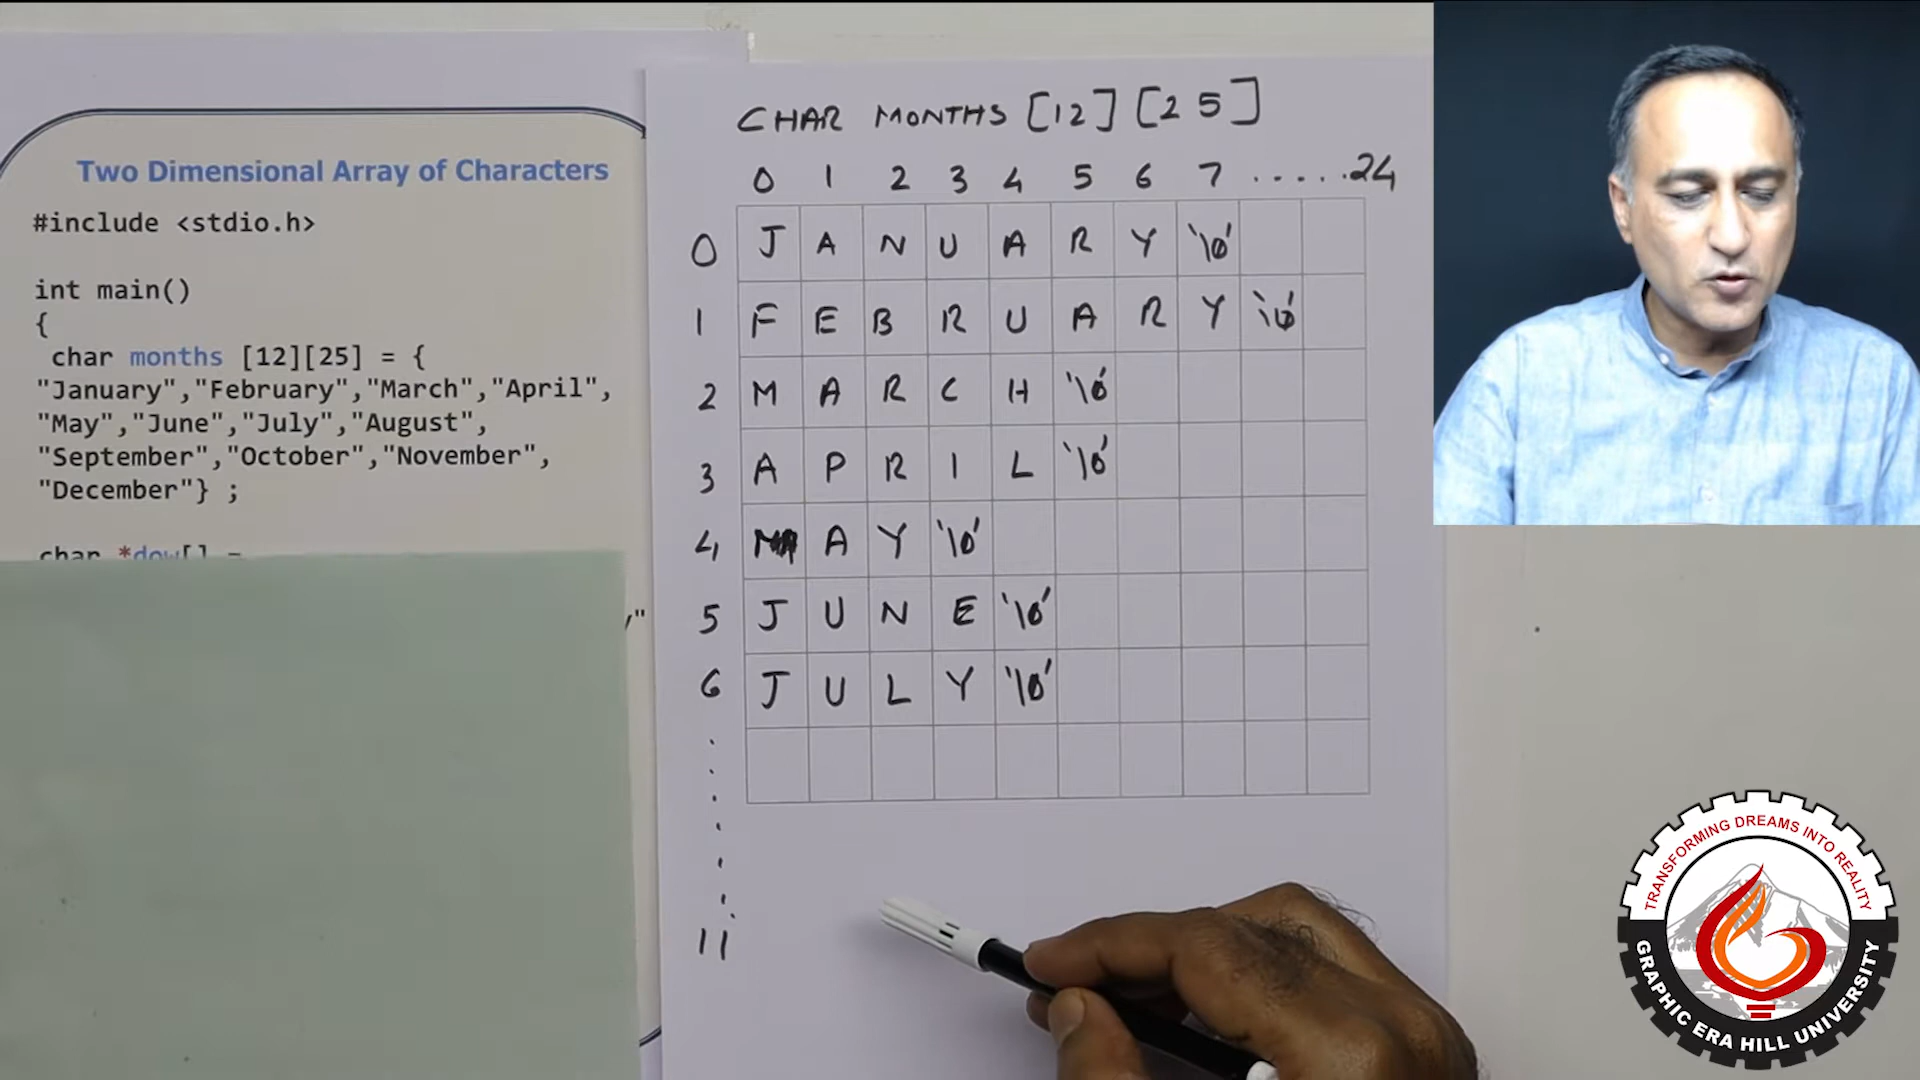 Two Dimensional Array of Characters
#include <stdio.h>
int main()
{
char months [12][25] = {
"January","February","March","April",
"May","June","July","August",
"September","October","November",
"December"} ;
char *dow[] =
y"
CHAR MONTHS [12] [25]
0 1 2 3 4 5 6 7 .....24
0 J A N U A R Y '\0'
1 F E B R U A R Y '\0'
2 M A R C H '\0'
3 A P R I L '\0'
4 M A Y '\0'
5 J U N E '\0'
6 J U L Y '\0'
11
TRANSFORMING DREAMS INTO REALITY
GRAPHIC ERA HILL UNIVERSITY